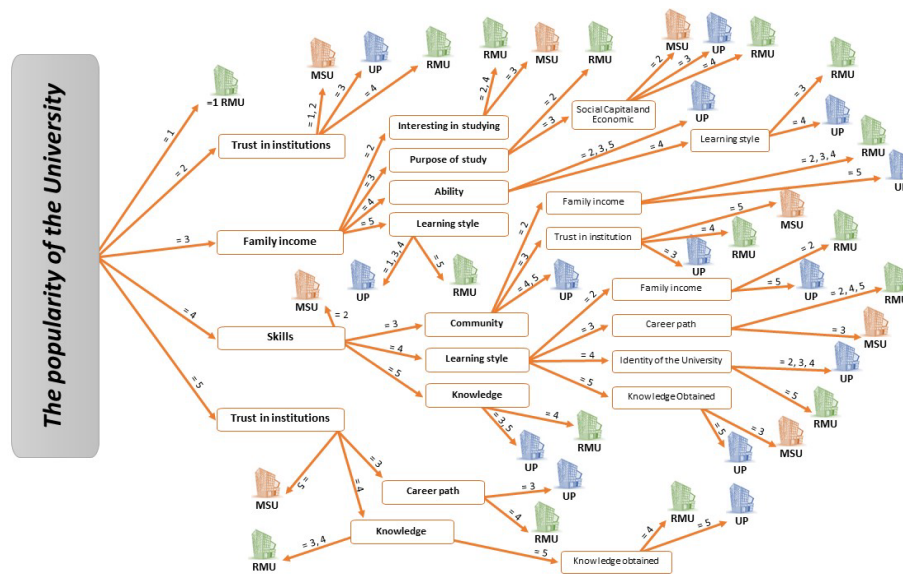 The popularity of the University
= 1
=1 RMU
= 2
Trust in institutions
= 1, 2
MSU
= 3
UP
= 4
RMU
= 3
Family income
= 2
Interesting in studying
= 2, 4
RMU
= 3
MSU
= 3
Purpose of study
= 2
RMU
= 3
Social Capital and
Economic
= 2
MSU
= 3
UP
= 4
RMU
= 4
Ability
= 2, 3, 5
UP
= 4
Learning style
= 3
RMU
= 4
UP
= 5
Learning style
= 1, 3, 4
UP
= 5
RMU
= 4
Skills
= 2
MSU
= 3
Community
= 2
Family income
= 2, 3, 4
RMU
= 5
UP
= 3
Trust in institution
= 5
MSU
= 4
RMU
= 3
UP
= 4, 5
UP
= 4
Learning style
= 2
Family income
= 2
RMU
= 5
UP
= 3
Career path
= 2, 4, 5
RMU
= 3
MSU
= 4
Identity of the University
= 2, 3, 4
UP
= 5
RMU
= 5
Knowledge Obtained
= 3
MSU
= 5
UP
= 5
Knowledge
= 4
RMU
= 3, 5
UP
= 5
Trust in institutions
5 =
MSU
= 3
Career path
= 3
UP
= 4
RMU
= 4
Knowledge
= 3, 4
RMU
= 5
Knowledge obtained
= 4
RMU
= 5
UP